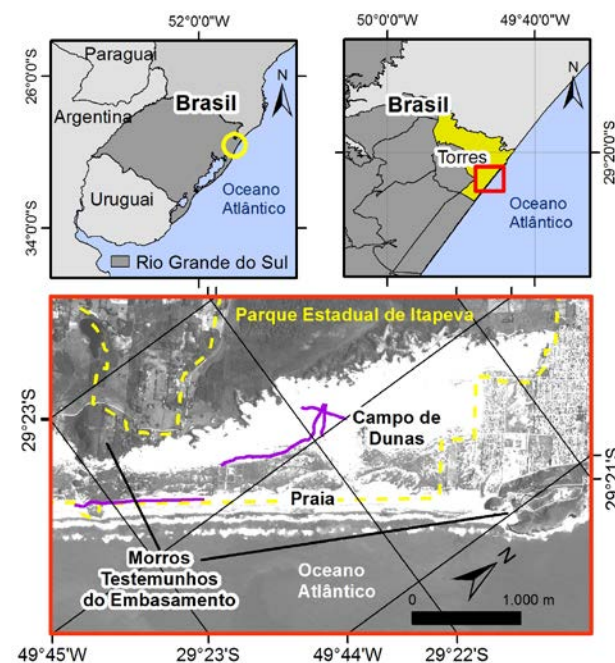 52°0'0"W
26°0'0"S
34°0'0"S
Paraguai
Brasil
Argentina
Uruguai
Oceano
Atlântico
N
Rio Grande do Sul
50°0'0"W
49°40'0"W
29°20'0"S
Brasil
Torres
Oceano
Atlântico
N
Parque Estadual de Itapeva
29°23'S
Campo de
Dunas
29°21'S
Praia
Morros
Testemunhos
do Embasamento
Oceano
Atlântico
N
0
1.000 m
49°45'W
29°23'S
49°44'W
29°22'S